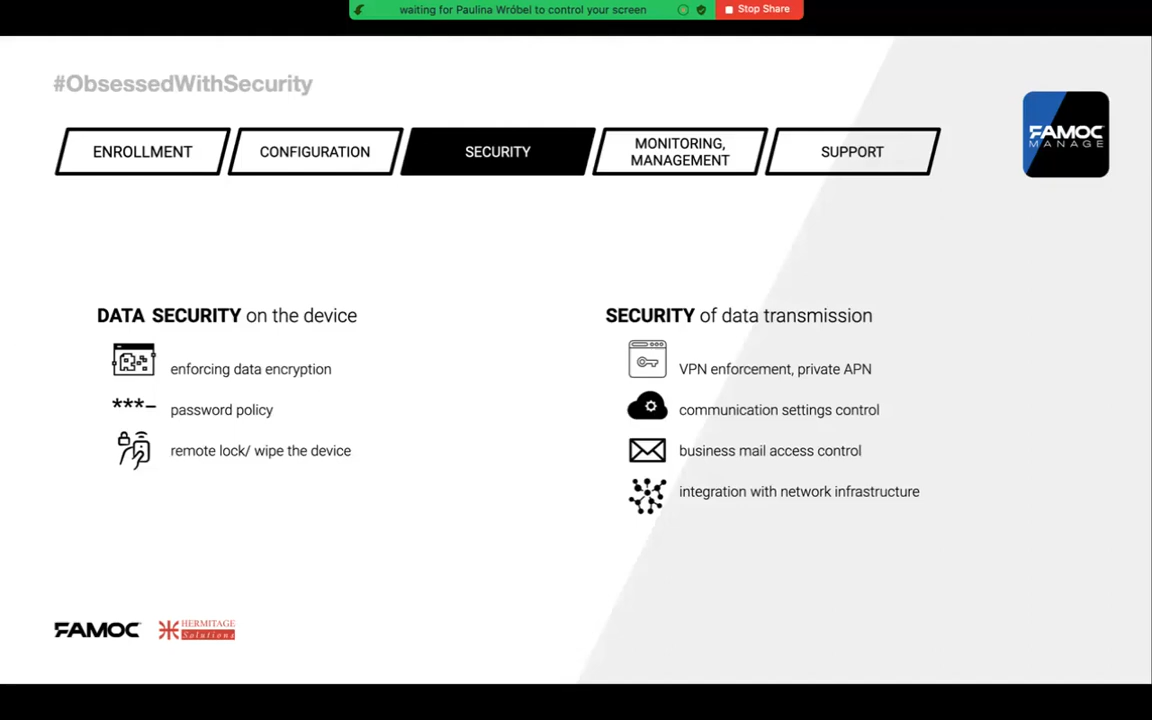 waiting for Paulina Wróbel to control your screen
Stop Share
#ObsessedWithSecurity
ENROLLMENT
CONFIGURATION
SECURITY
MONITORING,
MANAGEMENT
SUPPORT
FAMOC
MANAGE
DATA SECURITY on the device
enforcing data encryption
***_ password policy
remote lock/ wipe the device
SECURITY of data transmission
VPN enforcement, private APN
communication settings control
business mail access control
integration with network infrastructure
FAMOC
HERMITAGE
Solutions